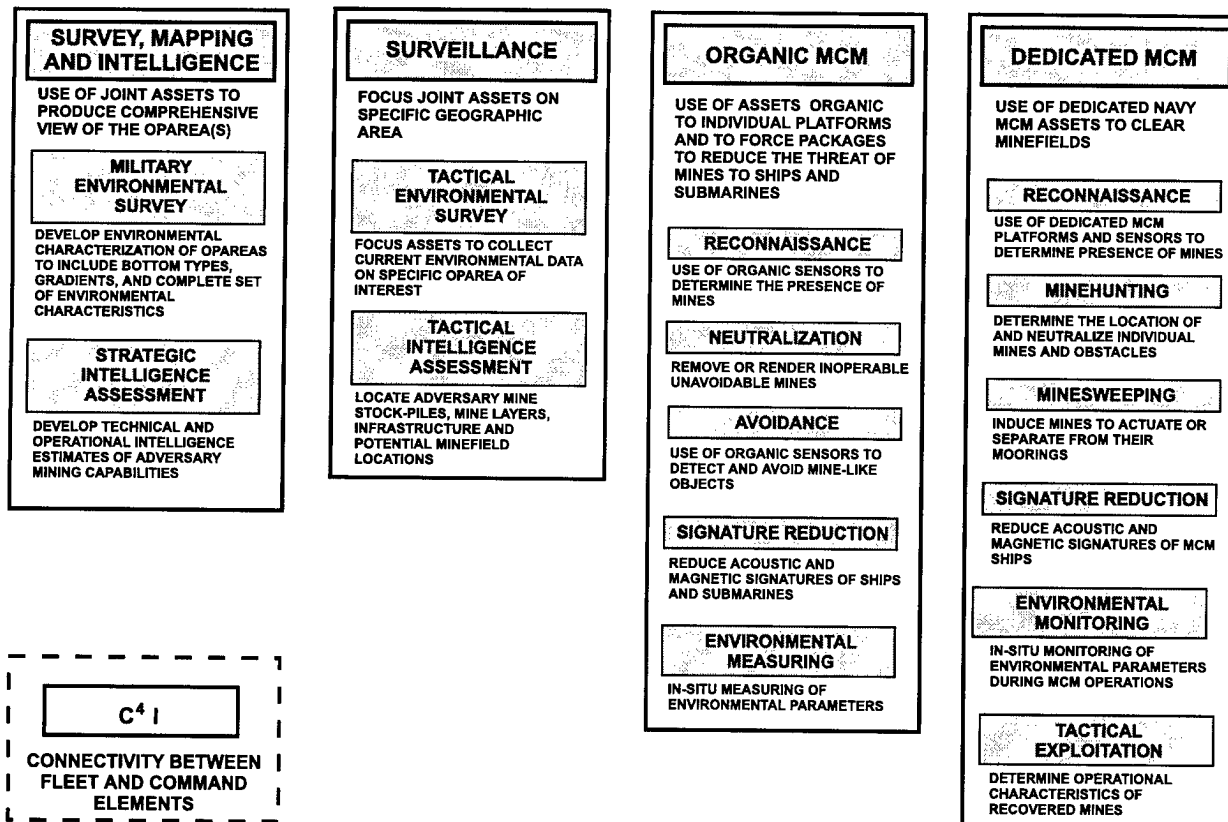 SURVEY, MAPPING
AND INTELLIGENCE
USE OF JOINT ASSETS TO
PRODUCE COMPREHENSIVE
VIEW OF THE OPAREA(S)
MILITARY
ENVIRONMENTAL
SURVEY
DEVELOP ENVIRONMENTAL
CHARACTERIZATION OF OPAREAS
TO INCLUDE BOTTOM TYPES,
GRADIENTS, AND COMPLETE SET
OF ENVIRONMENTAL
CHARACTERISTICS
STRATEGIC
INTELLIGENCE
ASSESSMENT
DEVELOP TECHNICAL AND
OPERATIONAL INTELLIGENCE
ESTIMATES OF ADVERSARY
MINING CAPABILITIES
C⁴ I
CONNECTIVITY BETWEEN
FLEET AND COMMAND
ELEMENTS
SURVEILLANCE
FOCUS JOINT ASSETS ON
SPECIFIC GEOGRAPHIC
AREA
TACTICAL
ENVIRONMENTAL
SURVEY
FOCUS ASSETS TO COLLECT
CURRENT ENVIRONMENTAL DATA
ON SPECIFIC OPAREA OF
INTEREST
TACTICAL
INTELLIGENCE
ASSESSMENT
LOCATE ADVERSARY MINE
STOCK-PILES, MINE LAYERS,
INFRASTRUCTURE AND
POTENTIAL MINEFIELD
LOCATIONS
ORGANIC MCM
USE OF ASSETS ORGANIC
TO INDIVIDUAL PLATFORMS
AND TO FORCE PACKAGES
TO REDUCE THE THREAT OF
MINES TO SHIPS AND
SUBMARINES
RECONNAISSANCE
USE OF ORGANIC SENSORS TO
DETERMINE THE PRESENCE OF
MINES
NEUTRALIZATION
REMOVE OR RENDER INOPERABLE
UNAVOIDABLE MINES
AVOIDANCE
USE OF ORGANIC SENSORS TO
DETECT AND AVOID MINE-LIKE
OBJECTS
SIGNATURE REDUCTION
REDUCE ACOUSTIC AND
MAGNETIC SIGNATURES OF SHIPS
AND SUBMARINES
ENVIRONMENTAL
MEASURING
IN-SITU MEASURING OF
ENVIRONMENTAL PARAMETERS
DEDICATED MCM
USE OF DEDICATED NAVY
MCM ASSETS TO CLEAR
MINEFIELDS
RECONNAISSANCE
USE OF DEDICATED MCM
PLATFORMS AND SENSORS TO
DETERMINE PRESENCE OF MINES
MINEHUNTING
DETERMINE THE LOCATION OF
AND NEUTRALIZE INDIVIDUAL
MINES AND OBSTACLES
MINESWEEPING
INDUCE MINES TO ACTUATE OR
SEPARATE FROM THEIR
MOORINGS
SIGNATURE REDUCTION
REDUCE ACOUSTIC AND
MAGNETIC SIGNATURES OF MCM
SHIPS
ENVIRONMENTAL
MONITORING
IN-SITU MONITORING OF
ENVIRONMENTAL PARAMETERS
DURING MCM OPERATIONS
TACTICAL
EXPLOITATION
DETERMINE OPERATIONAL
CHARACTERISTICS OF
RECOVERED MINES